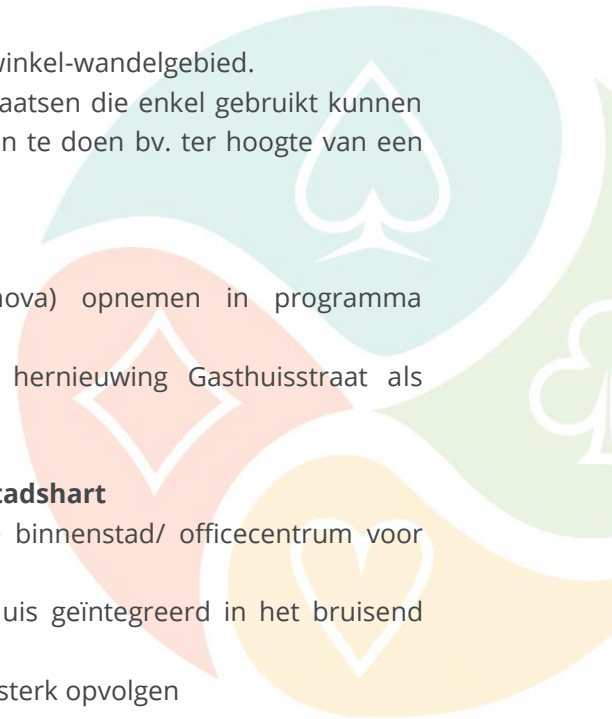 winkel-wandelgebied.
aatsen die enkel gebruikt kunnen
n te doen bv. ter hoogte van een
nova) opnemen in programma
hernieuwing Gasthuisstraat als
tadshart
binnenstad/ officecentrum voor
uis geïntegreerd in het bruisend
sterk opvolgen